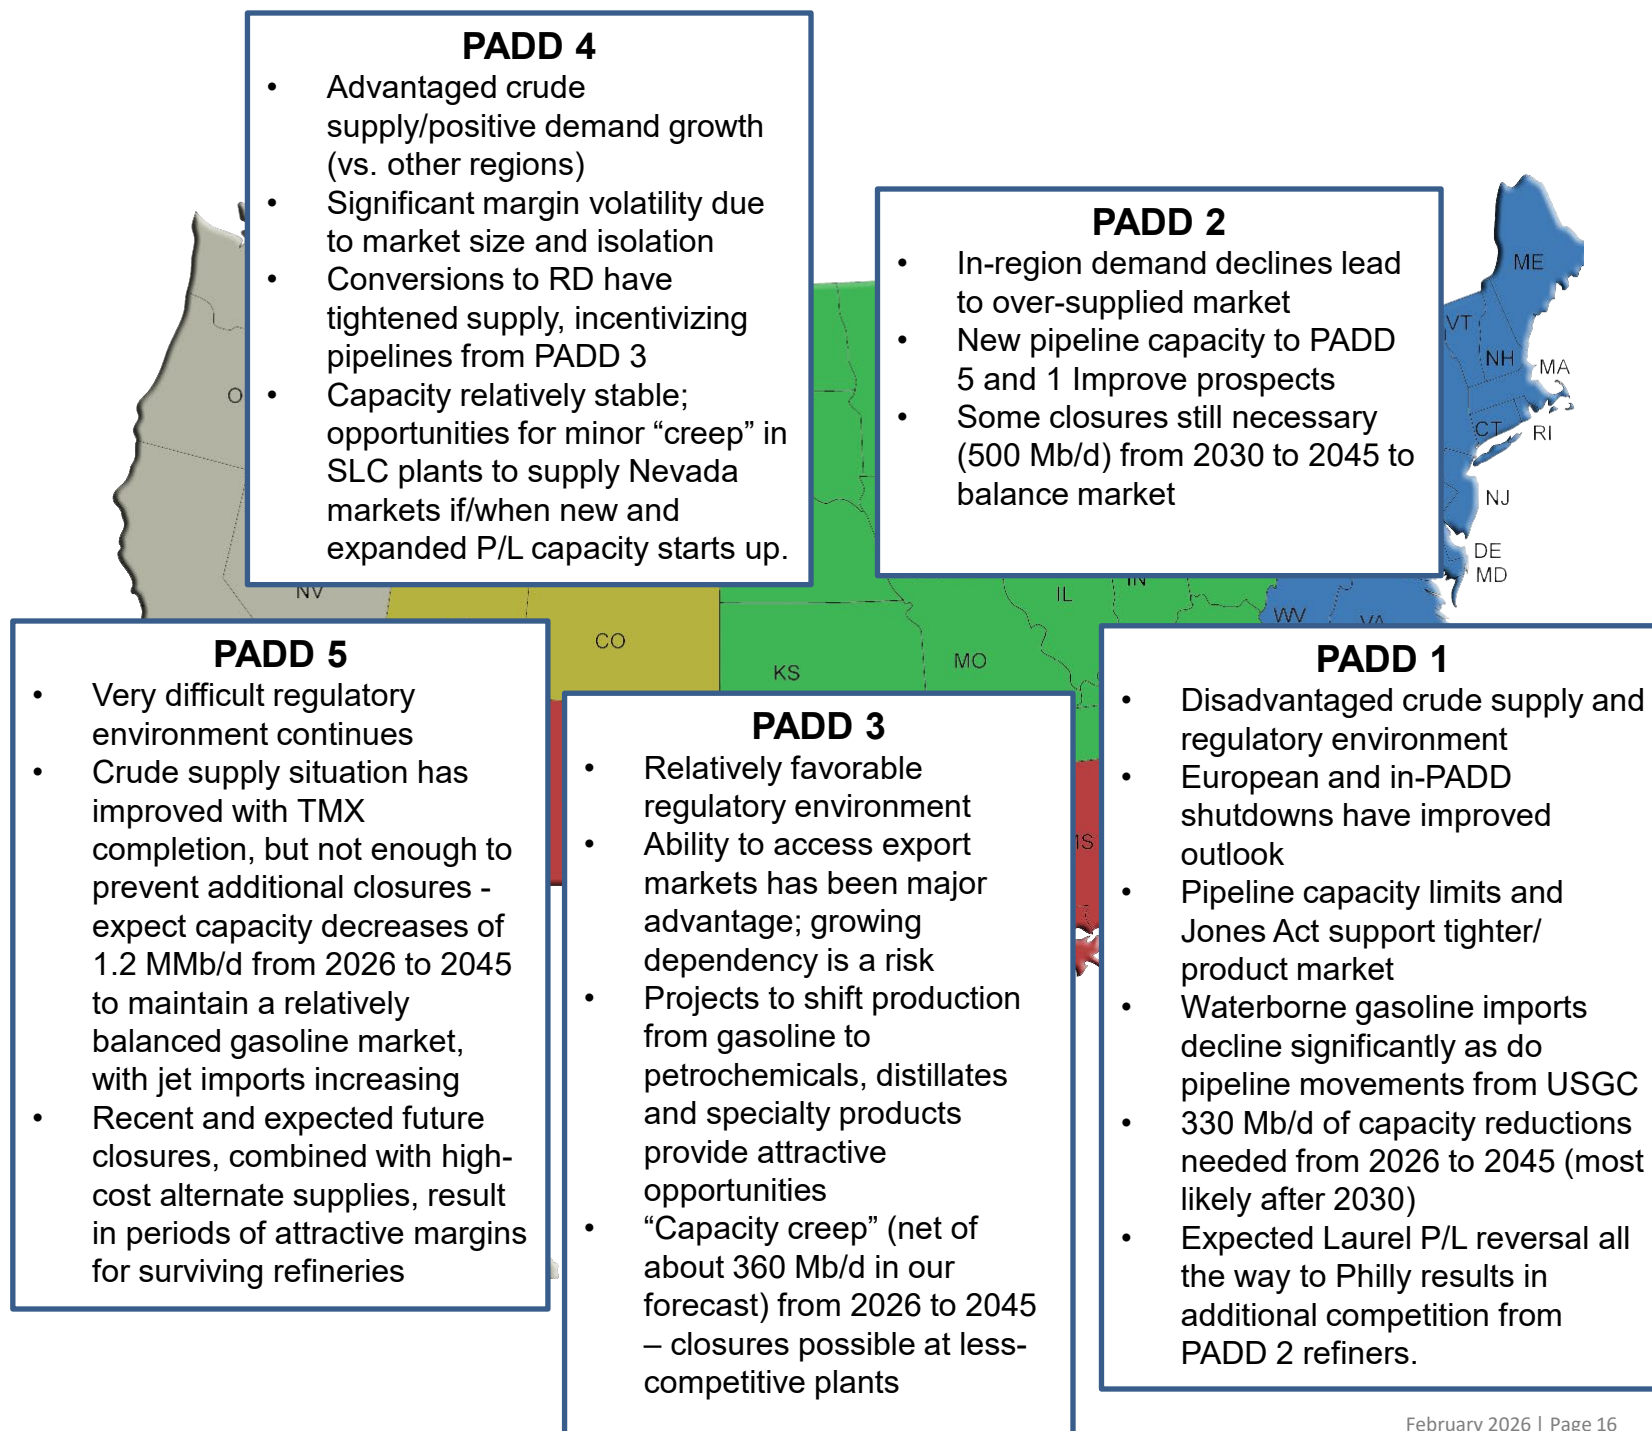 PADD 4
• Advantaged crude
supply/positive demand growth
(vs. other regions)
• Significant margin volatility due
to market size and isolation
• Conversions to RD have
tightened supply, incentivizing
pipelines from PADD 3
• Capacity relatively stable;
opportunities for minor “creep” in
SLC plants to supply Nevada
markets if/when new and
expanded P/L capacity starts up.
PADD 2
• In-region demand declines lead
to over-supplied market
• New pipeline capacity to PADD
5 and 1 Improve prospects
• Some closures still necessary
(500 Mb/d) from 2030 to 2045 to
balance market
ME
VT
NH
MA
CT
RI
NJ
DE
MD
O
NV
CO
KS
MO
IL
IN
WV
VA
MS
PADD 5
• Very difficult regulatory
environment continues
• Crude supply situation has
improved with TMX
completion, but not enough to
prevent additional closures -
expect capacity decreases of
1.2 MMb/d from 2026 to 2045
to maintain a relatively
balanced gasoline market,
with jet imports increasing
• Recent and expected future
closures, combined with high-
cost alternate supplies, result
in periods of attractive margins
for surviving refineries
PADD 3
• Relatively favorable
regulatory environment
• Ability to access export
markets has been major
advantage; growing
dependency is a risk
• Projects to shift production
from gasoline to
petrochemicals, distillates
and specialty products
provide attractive
opportunities
• “Capacity creep” (net of
about 360 Mb/d in our
forecast) from 2026 to 2045
– closures possible at less-
competitive plants
PADD 1
• Disadvantaged crude supply and
regulatory environment
• European and in-PADD
shutdowns have improved
outlook
• Pipeline capacity limits and
Jones Act support tighter/
product market
• Waterborne gasoline imports
decline significantly as do
pipeline movements from USGC
• 330 Mb/d of capacity reductions
needed from 2026 to 2045 (most
likely after 2030)
• Expected Laurel P/L reversal all
the way to Philly results in
additional competition from
PADD 2 refiners.
February 2026 | Page 16